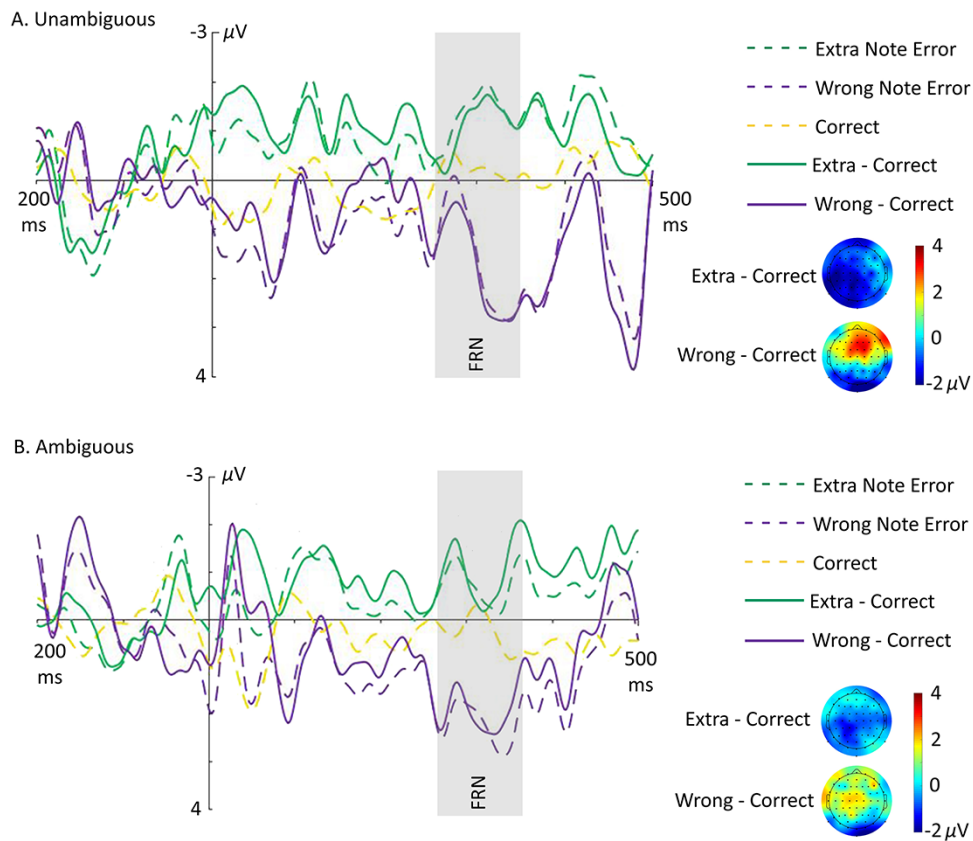 A. Unambiguous
-3 μV
200
ms
500
ms
4
FRN
Extra Note Error
Wrong Note Error
Correct
Extra - Correct
Wrong - Correct
Extra - Correct
Wrong - Correct
4
2
0
-2 μV
B. Ambiguous
-3 μV
200
ms
500
ms
4
FRN
Extra Note Error
Wrong Note Error
Correct
Extra - Correct
Wrong - Correct
Extra - Correct
Wrong - Correct
4
2
0
-2 μV